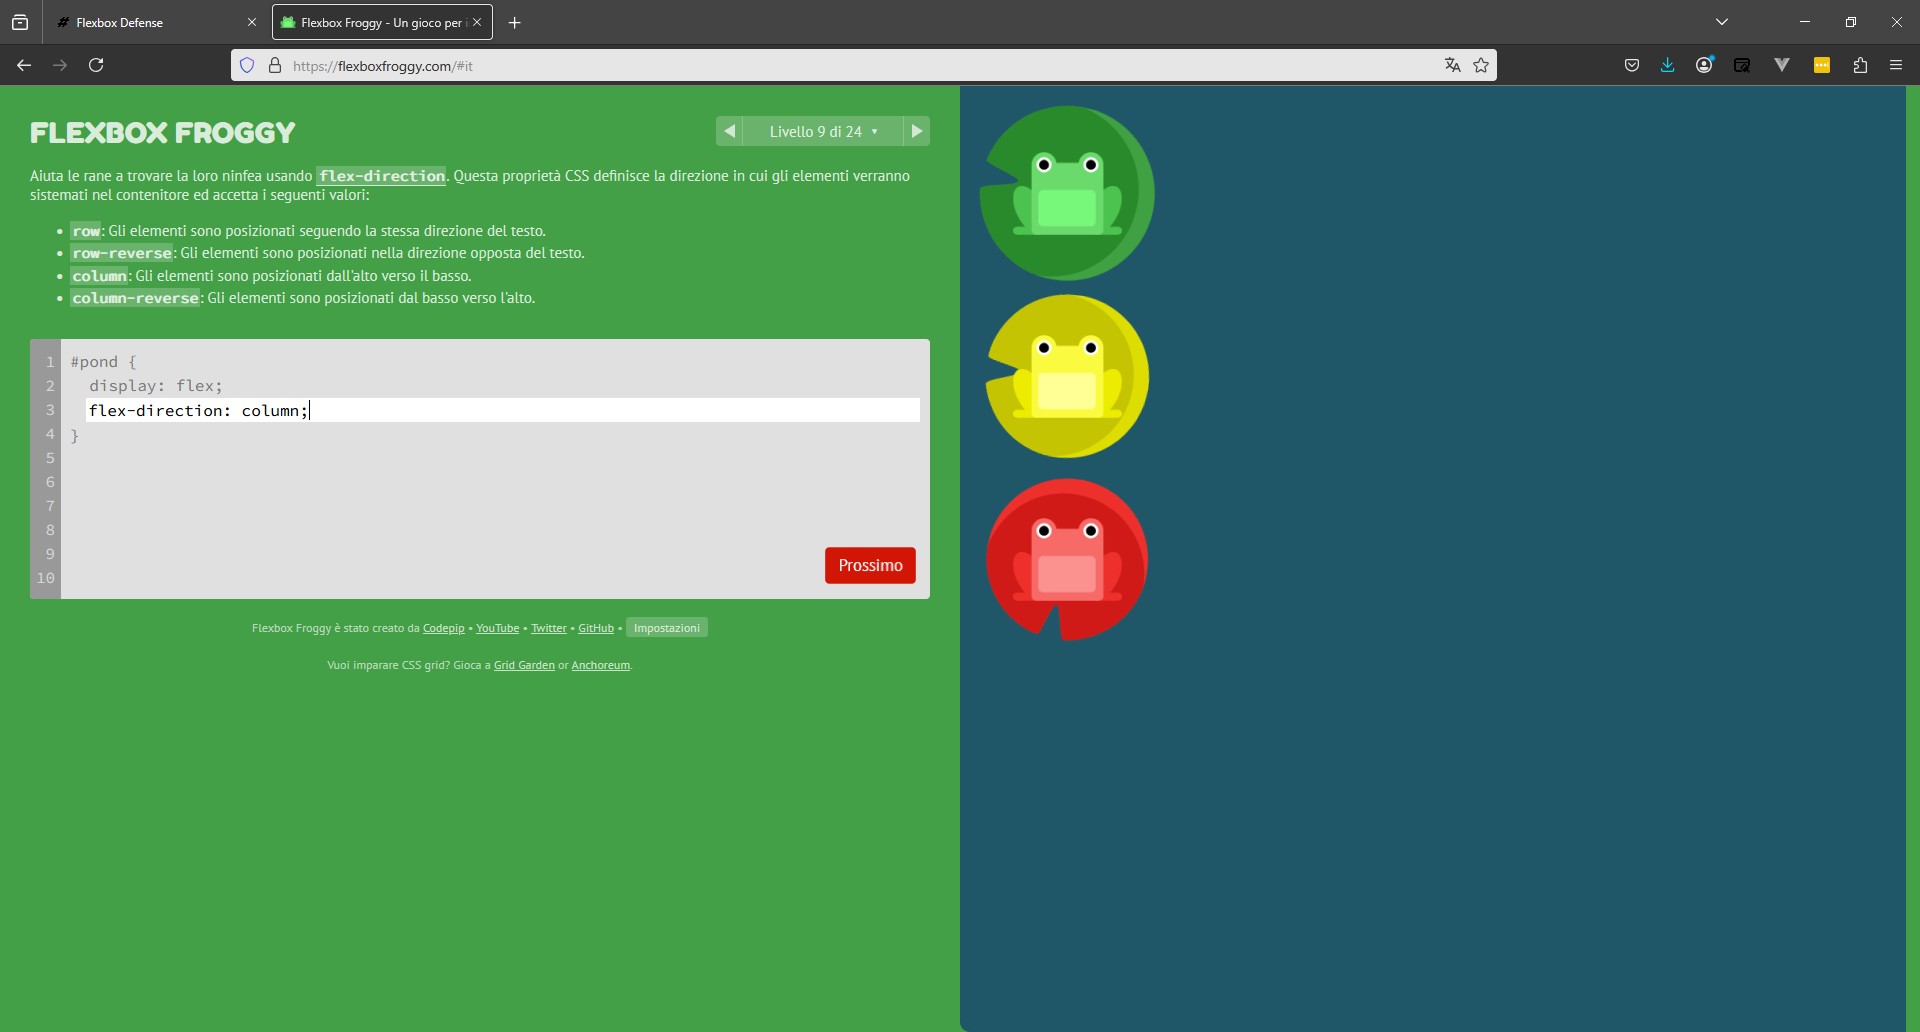 Flexbox Defense
Flexbox Froggy - Un gioco per i
https://flexboxfroggy.com/#it
FLEXBOX FROGGY
Livello 9 di 24 ▾
Aiuta le rane a trovare la loro ninfea usando flex-direction. Questa proprietà CSS definisce la direzione in cui gli elementi verranno
sistemati nel contenitore ed accetta i seguenti valori:
• row: Gli elementi sono posizionati seguendo la stessa direzione del testo.
• row-reverse: Gli elementi sono posizionati nella direzione opposta del testo.
• column: Gli elementi sono posizionati dall'alto verso il basso.
• column-reverse: Gli elementi sono posizionati dal basso verso l'alto.
1 #pond {
2 display: flex;
3 flex-direction: column;
4 }
5
6
7
8
9
10
Prossimo
Flexbox Froggy è stato creato da Codepip • YouTube • Twitter • GitHub • Impostazioni
Vuoi imparare CSS grid? Gioca a Grid Garden or Anchoreum.